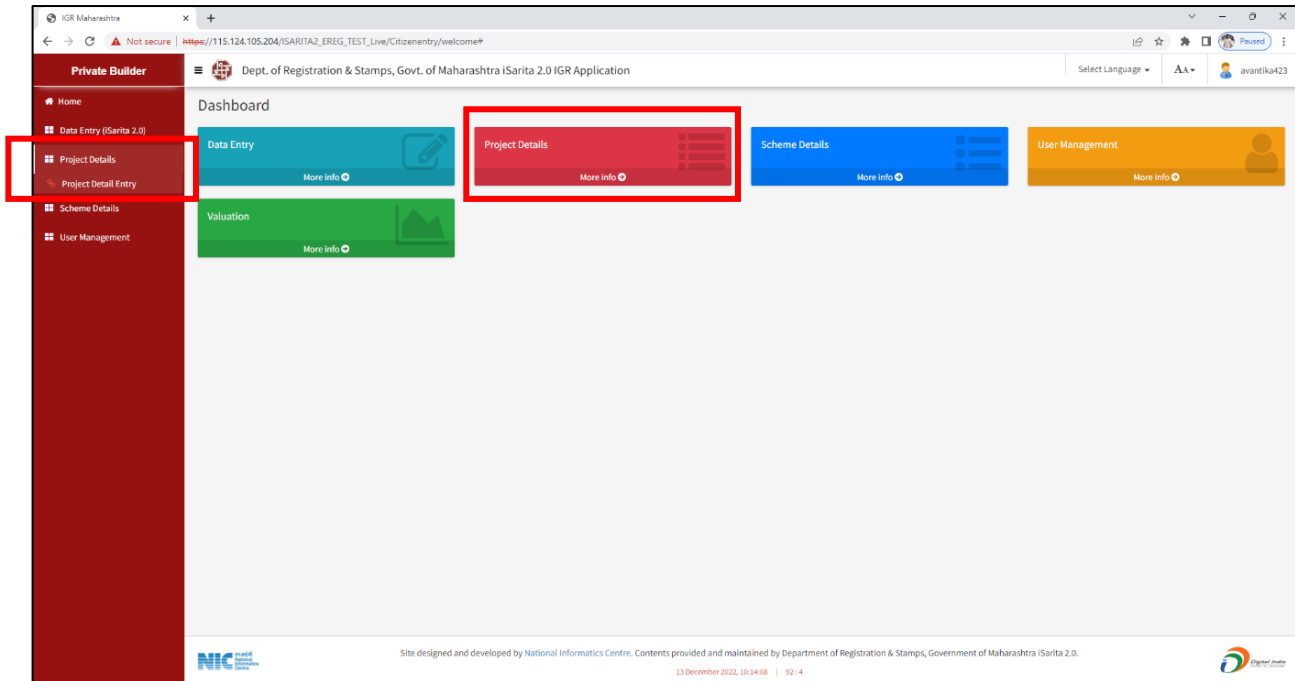 IGR Maharashtra
Not secure | https://115.124.105.204/ISARITA2_EREG_TEST_Live/Citizenentry/welcome#
Paused
Private Builder
Dept. of Registration & Stamps, Govt. of Maharashtra iSarita 2.0 IGR Application
Select Language
AA
avantika423
Home
Data Entry (iSarita 2.0)
Project Details
Project Detail Entry
Scheme Details
User Management
Dashboard
Data Entry
More info
Project Details
More info
Scheme Details
More info
User Management
More info
Valuation
More info
NIC
एनआईसी
National
Informatics
Centre
Site designed and developed by National Informatics Centre. Contents provided and maintained by Department of Registration & Stamps, Government of Maharashtra iSarita 2.0.
13 December 2022, 10:14:08 | 92 : 4
Digital India